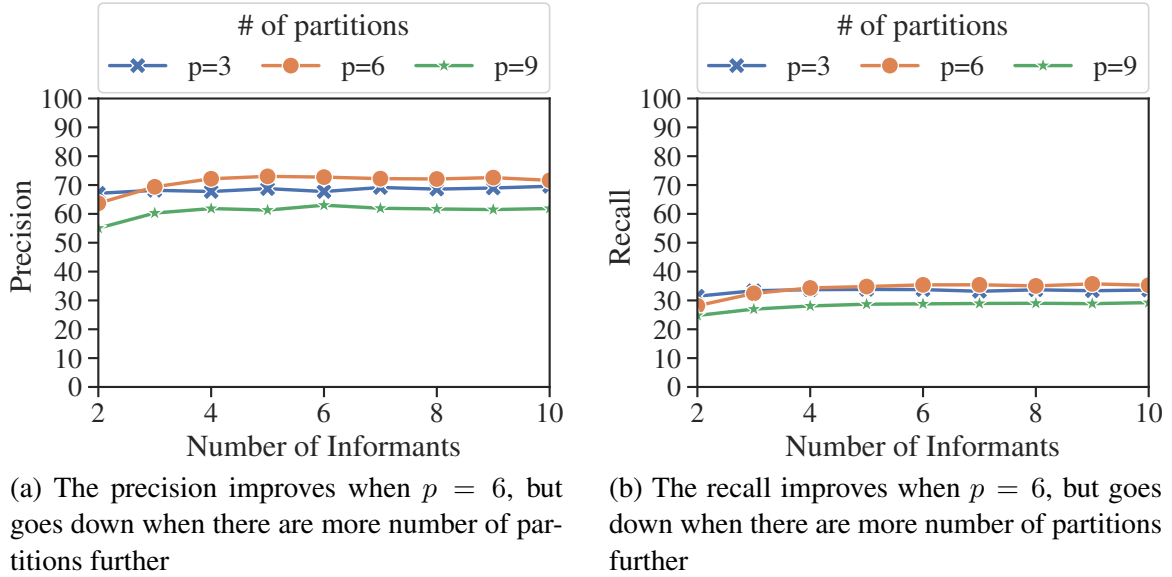 # of partitions
p=3 p=6 p=9
100
90
80
70
60
50
40
30
20
10
0
Precision
2 4 6 8 10
Number of Informants
(a) The precision improves when p = 6, but
goes down when there are more number of par-
titions further
# of partitions
p=3 p=6 p=9
100
90
80
70
60
50
40
30
20
10
0
Recall
2 4 6 8 10
Number of Informants
(b) The recall improves when p = 6, but goes
down when there are more number of partitions
further